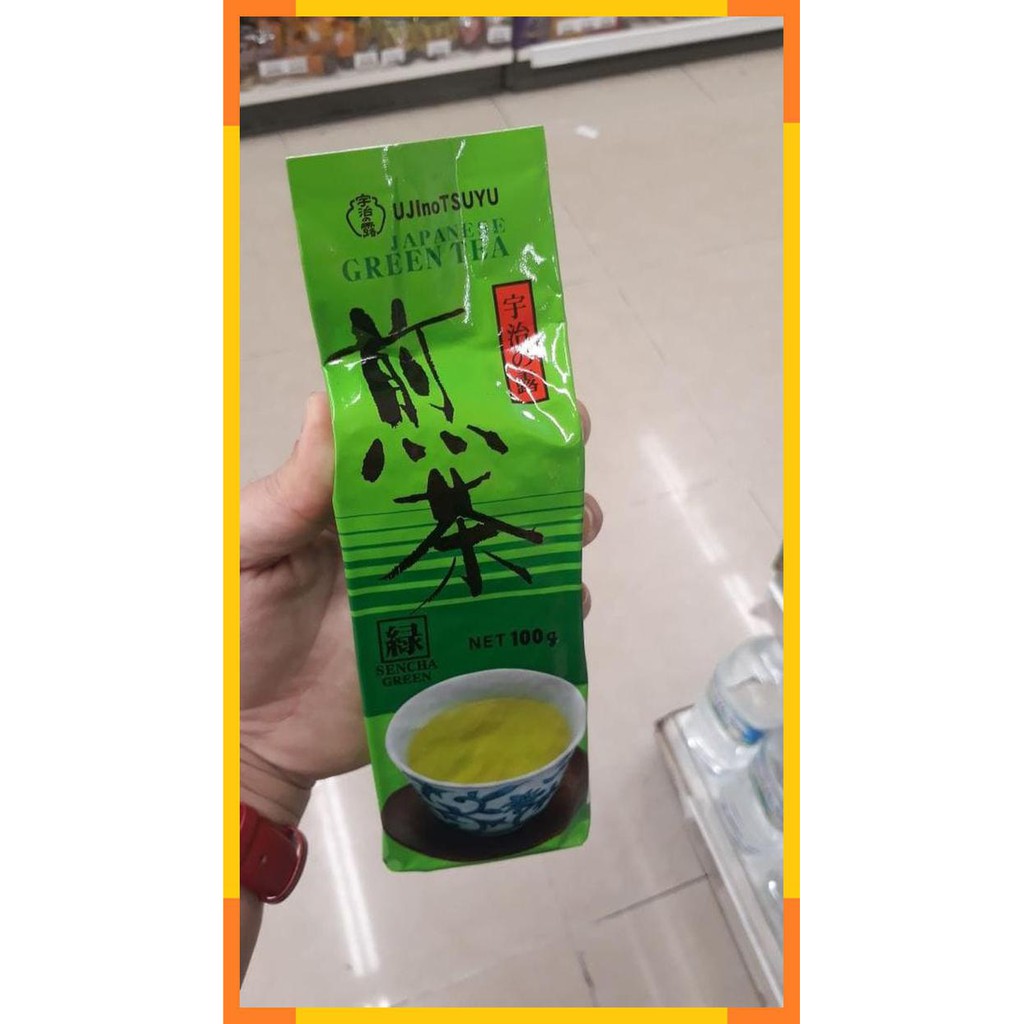 宇治の露
UJInoTSUYU
JAPANESE
GREEN TEA
宇治の露
煎茶
緑
SENCHA
GREEN
NET 100g